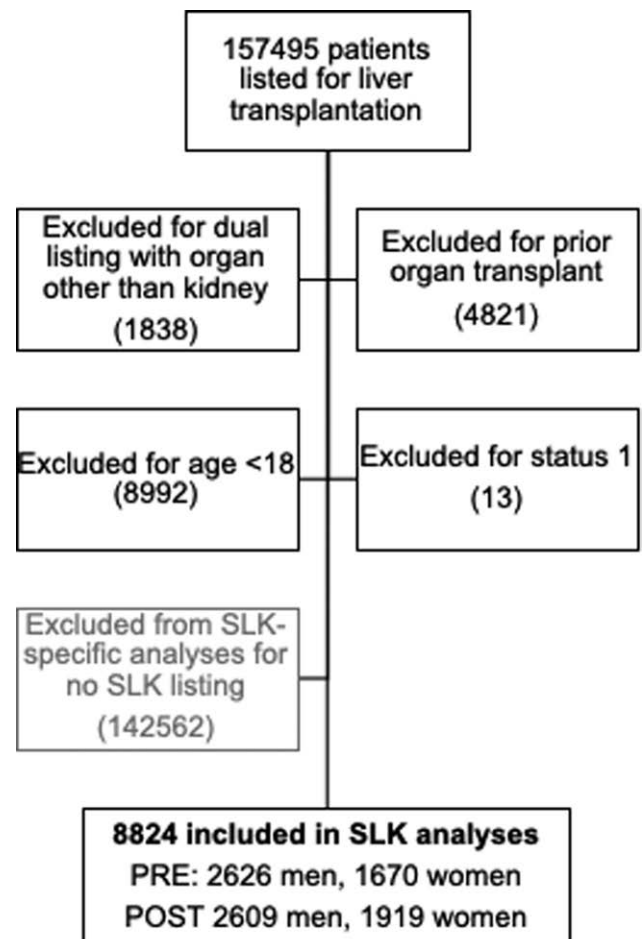 157495 patients
listed for liver
transplantation
Excluded for dual
listing with organ
other than kidney
(1838)
Excluded for prior
organ transplant
(4821)
Excluded for age <18
(8992)
Excluded for status 1
(13)
Excluded from SLK-
specific analyses for
no SLK listing
(142562)
8824 included in SLK analyses
PRE: 2626 men, 1670 women
POST 2609 men, 1919 women